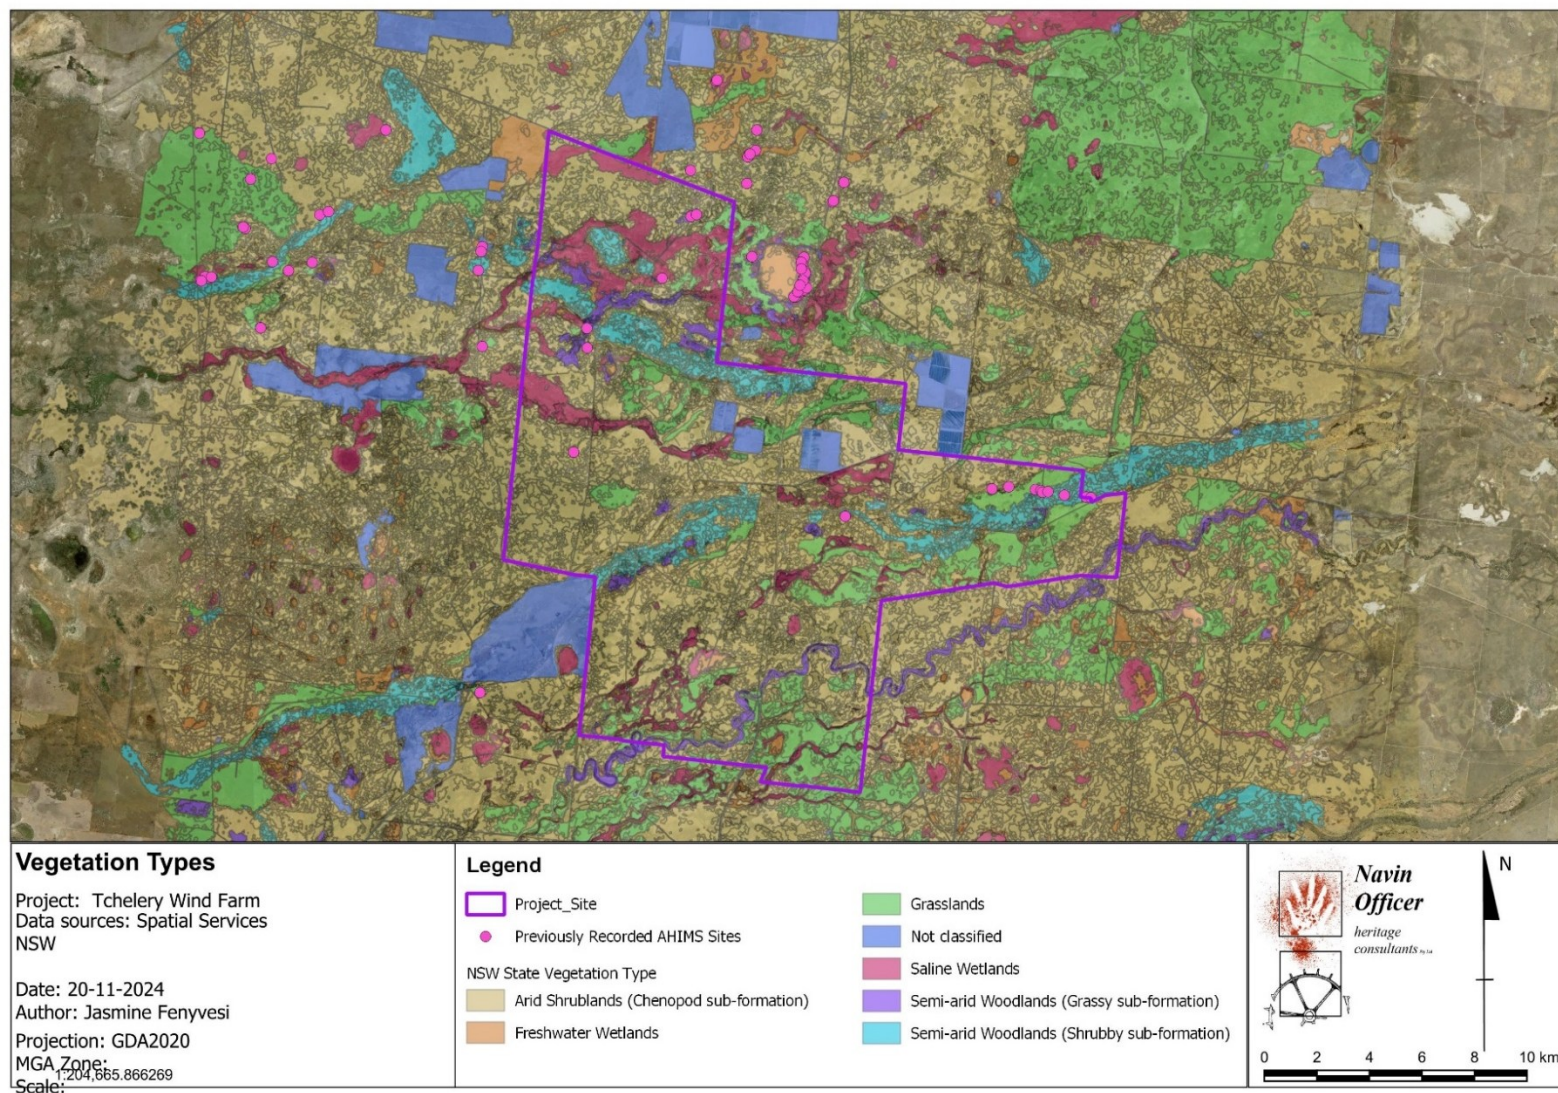 Vegetation Types
Project: Tchelery Wind Farm
Data sources: Spatial Services
NSW
Date: 20-11-2024
Author: Jasmine Fenyvesi
Projection: GDA2020
MGA Zone:
1:204,665.866269
Scale:
Legend
Project_Site
Previously Recorded AHIMS Sites
NSW State Vegetation Type
Arid Shrublands (Chenopod sub-formation)
Freshwater Wetlands
Grasslands
Not classified
Saline Wetlands
Semi-arid Woodlands (Grassy sub-formation)
Semi-arid Woodlands (Shrubby sub-formation)
Navin
Officer
heritage
consultants
N
0 2 4 6 8 10 km